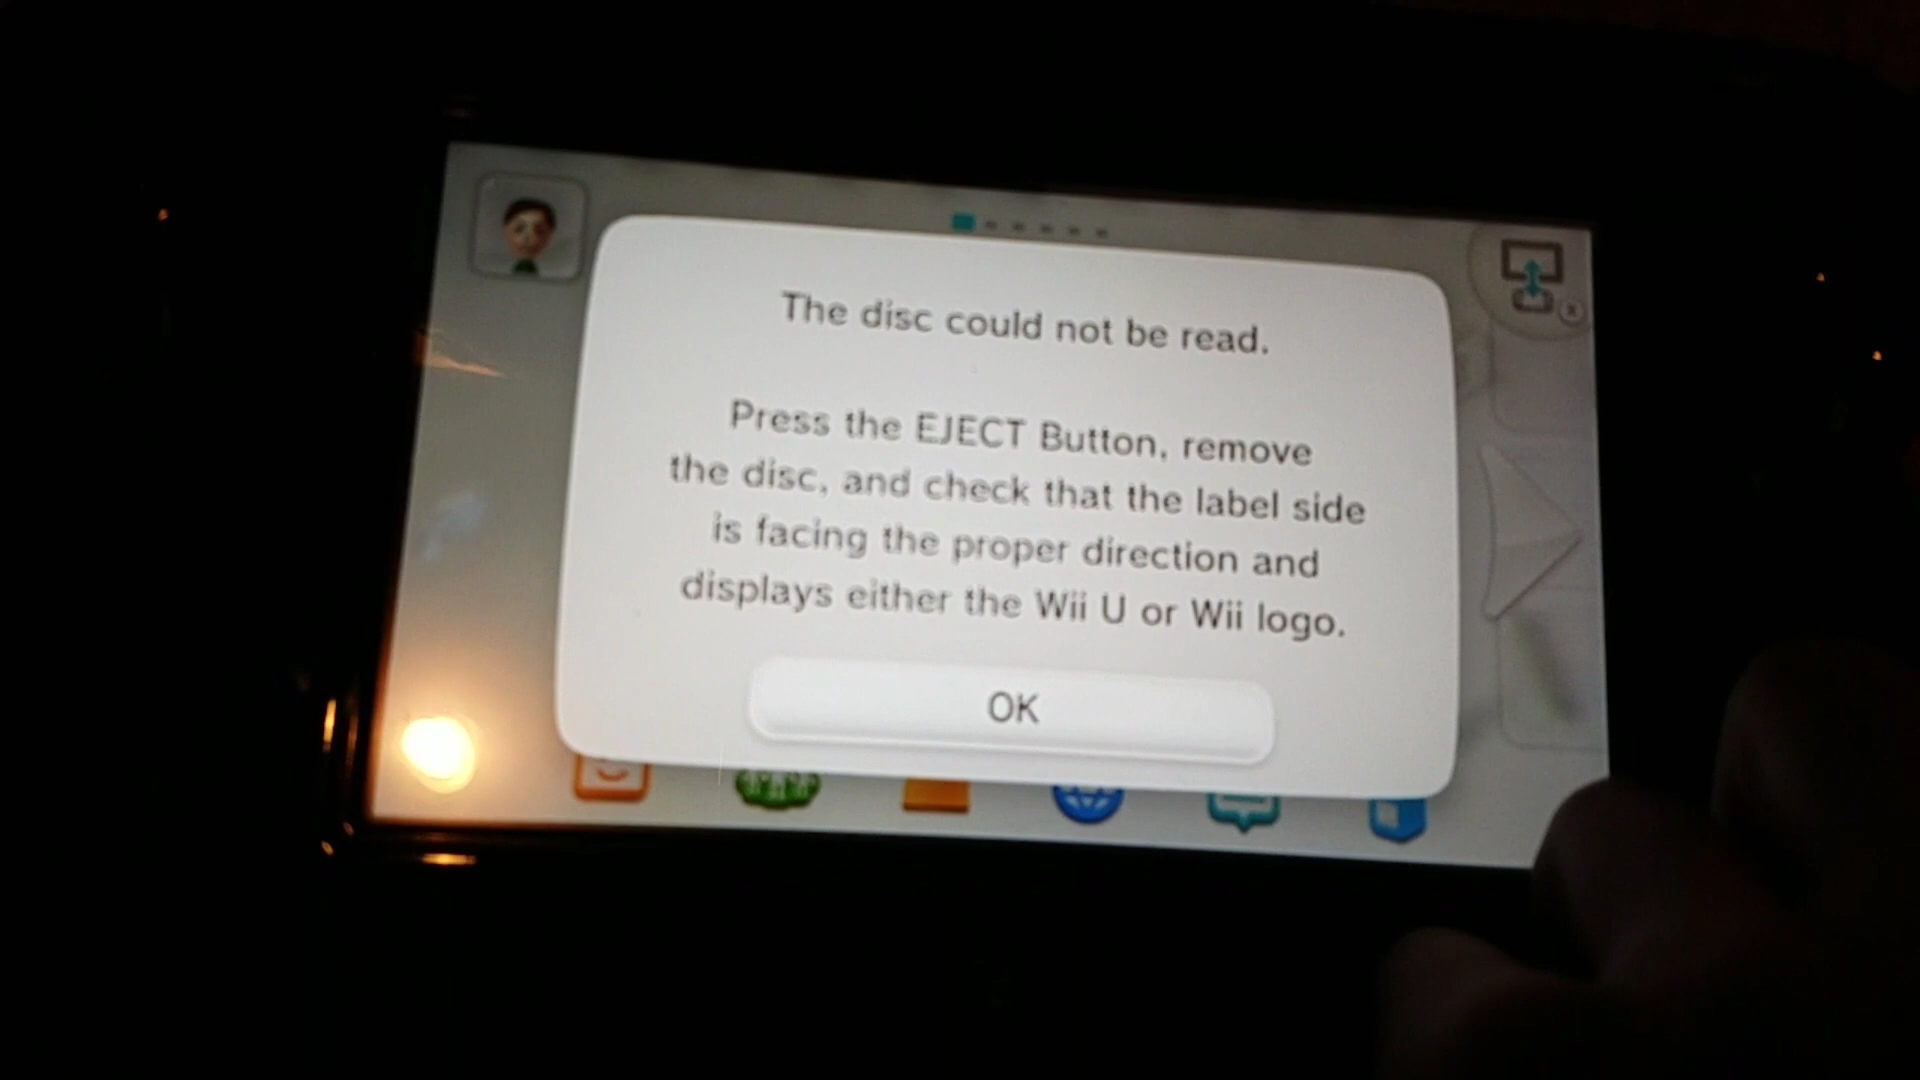 The disc could not be read.
Press the EJECT Button, remove
the disc, and check that the label side
is facing the proper direction and
displays either the Wii U or Wii logo.
OK